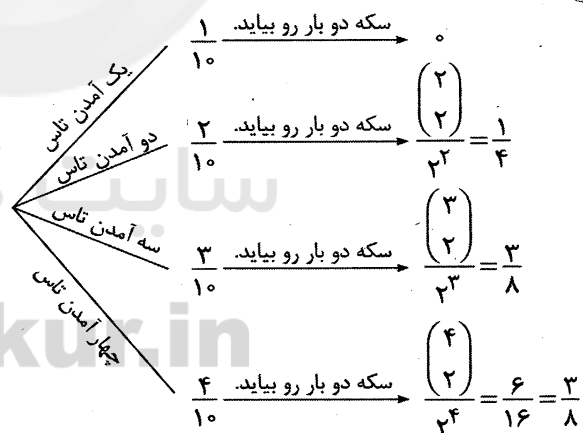 یک آمدن تاس ۱/۱۰ سکه دو بار رو بیاید. ۰
دو آمدن تاس ۲/۱۰ سکه دو بار رو بیاید. (۲ ۲)/۲^۲ = ۱/۴
سه آمدن تاس ۳/۱۰ سکه دو بار رو بیاید. (۳ ۲)/۲^۳ = ۳/۸
چهار آمدن تاس ۴/۱۰ سکه دو بار رو بیاید. (۴ ۲)/۲^۴ = ۶/۱۶ = ۳/۸
سایت
kur.in